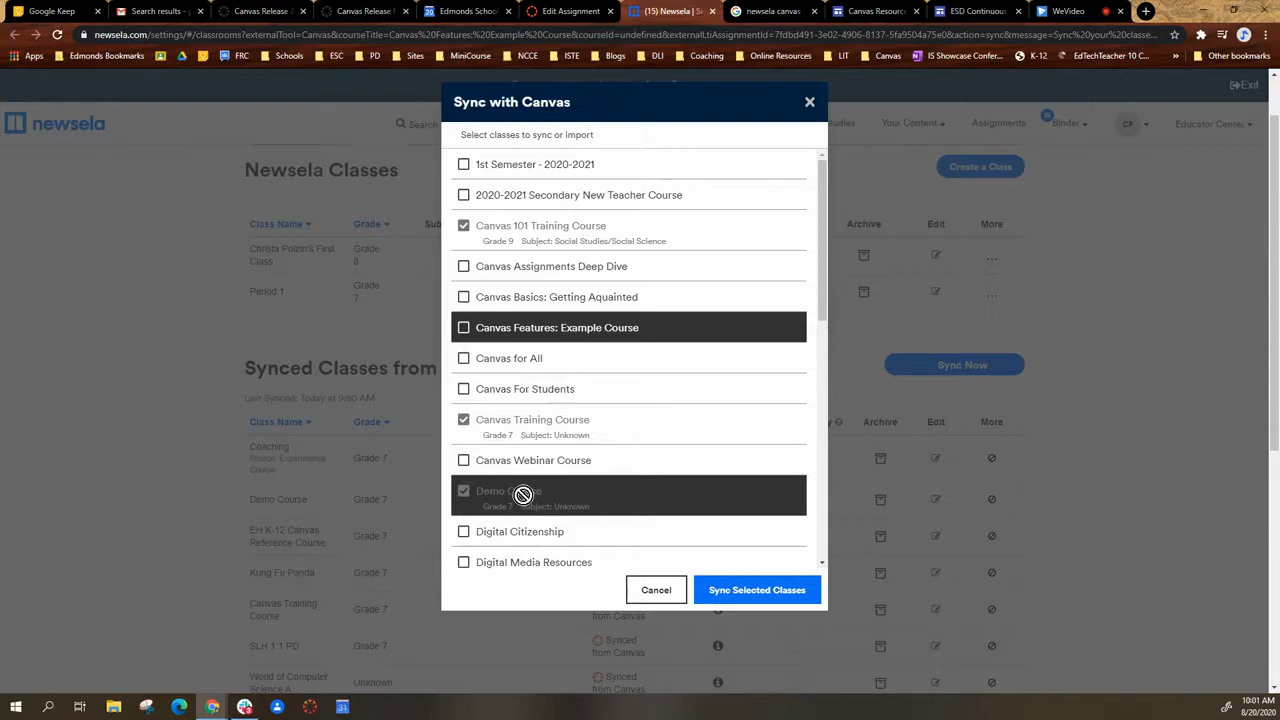 Google Keep
Search results -
Canvas Release
Canvas Release
Edmonds School
Edit Assignment
(15) Newsela | S
newsela canvas
Canvas Resourc
ESD Continuous
WeVideo
newsela.com/settings/#/classrooms?externalTool=Canvas&courseTitle=Canvas%20Features:%20Example%20Course&courseId=undefined&externalLtiAssignmentId=7fdbd491-3e02-4906-8137-5fa9504a75e0&action=sync&message=Sync%20your%20classe...
Apps
Edmonds Bookmarks
FRC
Schools
ESC
PD
Sites
MiniCourse
NCCE
ISTE
Blogs
DLI
Coaching
Online Resources
LIT
Canvas
IS Showcase Conf...
K-12
EdTechTeacher 10 C...
Other bookmarks
Exit
newsela
Search
Your Content
Assignments
Binder
CP
Educator Center
Newsela Classes
Create a Class
Class Name
Grade
Archive
Edit
More
Christa Polzin's First
Class
Grade
8
Period 1
Grade
7
Synced Classes from
Sync Now
Last Synced: Today at 9:50 AM
Class Name
Grade
Archive
Edit
More
Coaching
Source: Experiential
Course
Grade 7
Demo Course
Grade 7
EH K-12 Canvas
Reference Course
Grade 7
Kung Fu Panda
Grade 7
Canvas Training
Course
Grade 7
from Canvas
SLH 1.1 PD
Grade 7
Synced
from Canvas
World of Computer
Science A
Unknown
Synced
from Canvas
Sync with Canvas
Select classes to sync or import
1st Semester - 2020-2021
2020-2021 Secondary New Teacher Course
Canvas 101 Training Course
Grade 9 Subject: Social Studies/Social Science
Canvas Assignments Deep Dive
Canvas Basics: Getting Aquainted
Canvas Features: Example Course
Canvas for All
Canvas For Students
Canvas Training Course
Grade 7 Subject: Unknown
Canvas Webinar Course
Demo
Grade 7 Subject: Unknown
Digital Citizenship
Digital Media Resources
Cancel
Sync Selected Classes
10:01 AM
8/20/2020